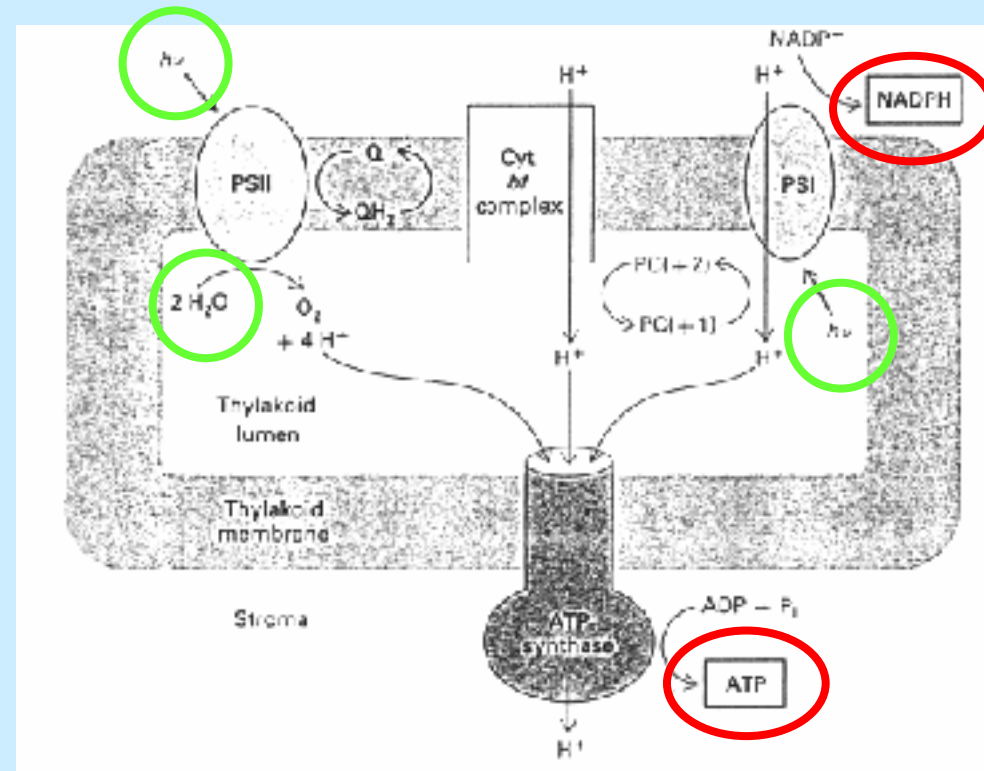 hν
NADP⁺
H⁺
H⁺
NADPH
Cyt
bf
complex
Q
QH₂
PSII
PSI
PC(+2)
PC(+1)
2 H₂O
O₂
+ 4 H⁺
hν
H⁺
H⁺
Thylakoid
lumen
Thylakoid
membrane
Stroma
ATP
synthase
ADP + Pᵢ
ATP
H⁺